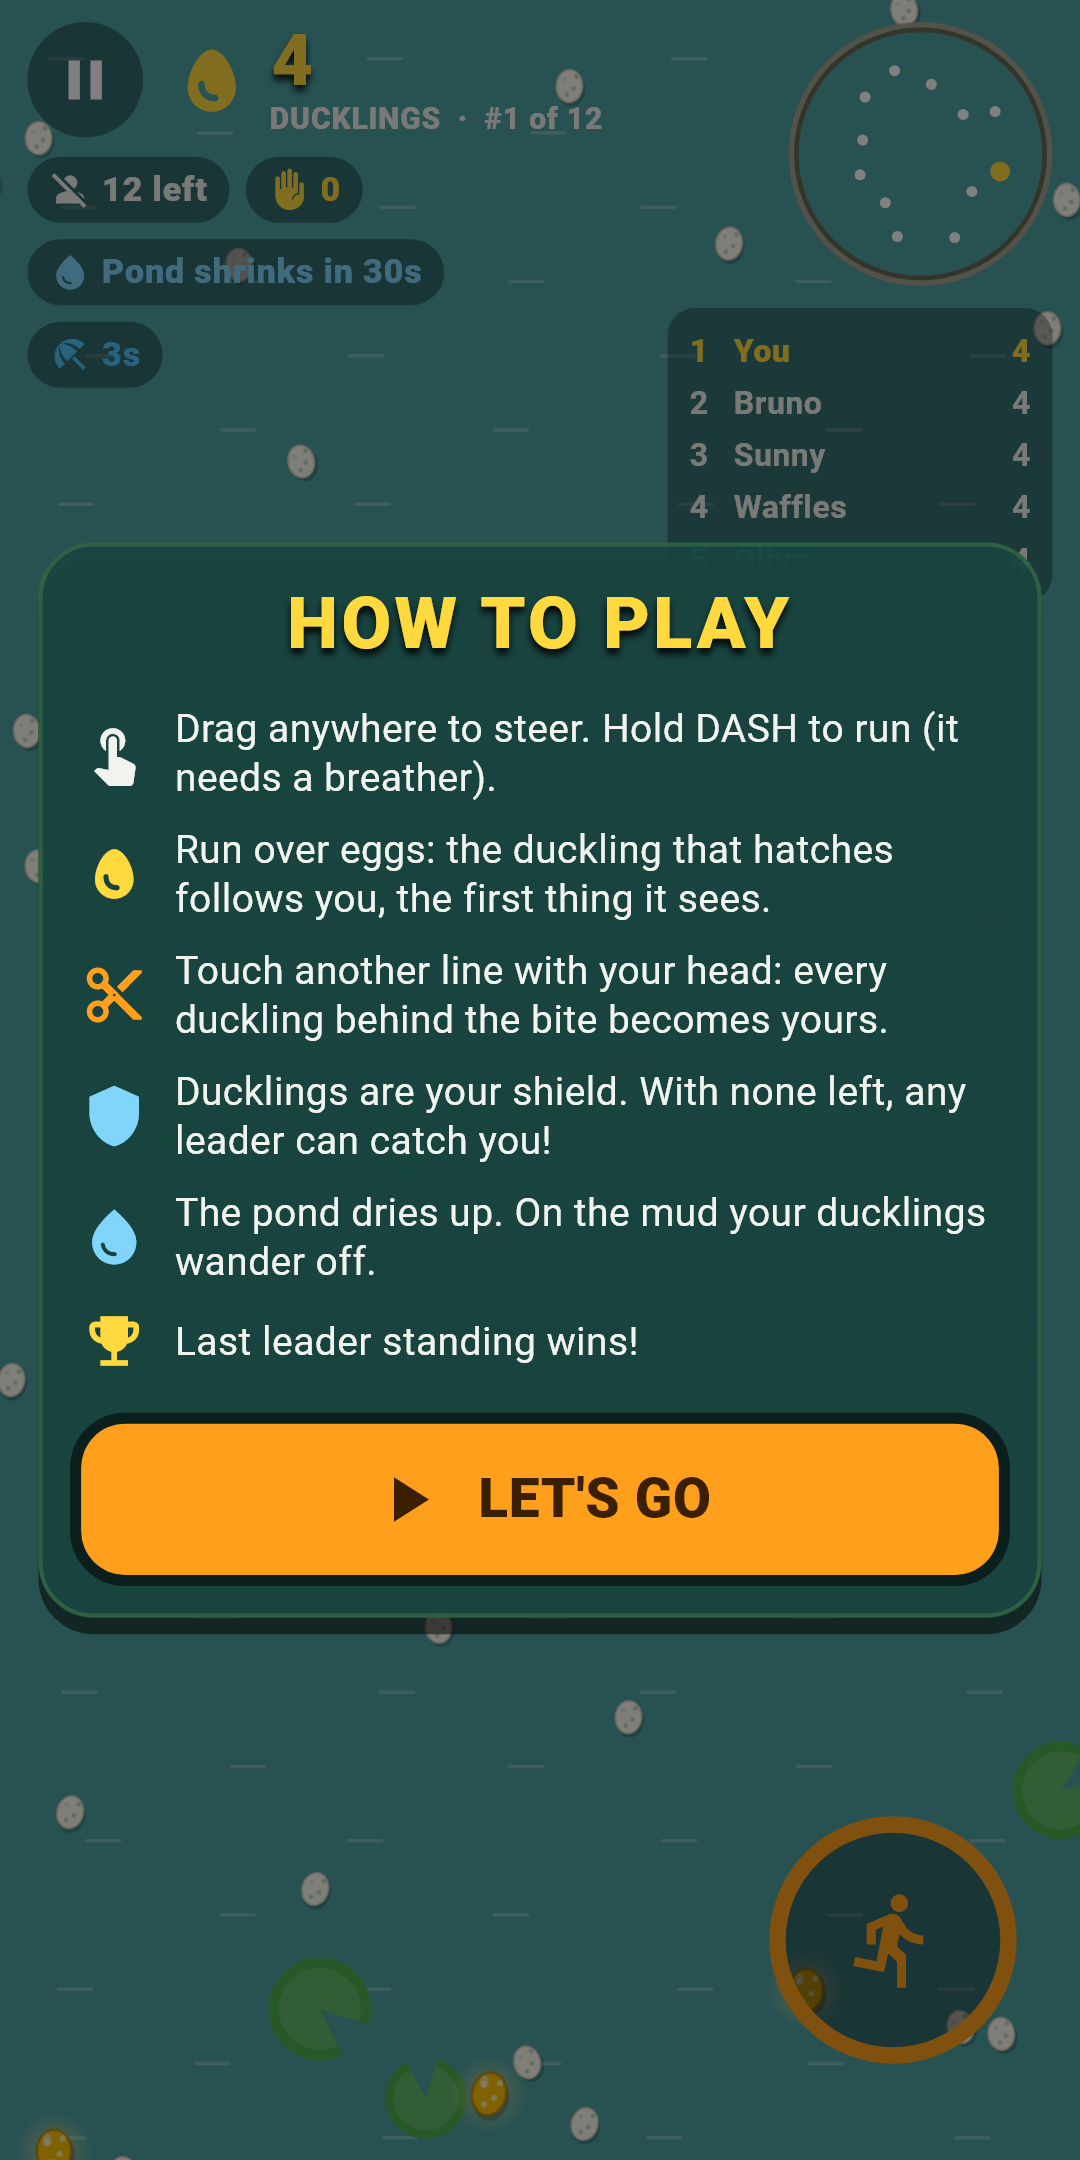 4
DUCKLINGS · #1 of 12
12 left
0
Pond shrinks in 30s
3s
1 You 4
2 Bruno 4
3 Sunny 4
4 Waffles 4
5 Olive 4
HOW TO PLAY
Drag anywhere to steer. Hold DASH to run (it
needs a breather).
Run over eggs: the duckling that hatches
follows you, the first thing it sees.
Touch another line with your head: every
duckling behind the bite becomes yours.
Ducklings are your shield. With none left, any
leader can catch you!
The pond dries up. On the mud your ducklings
wander off.
Last leader standing wins!
LET'S GO